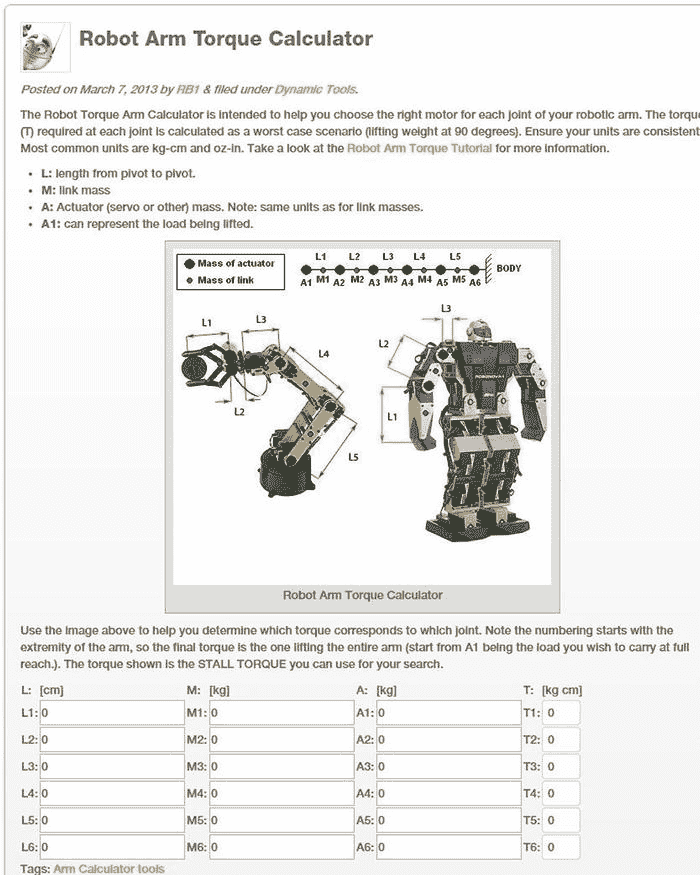 Robot Arm Torque Calculator
Posted on March 7, 2013 by RB1 & filed under Dynamic Tools.
The Robot Torque Arm Calculator is intended to help you choose the right motor for each joint of your robotic arm. The torque
(T) required at each joint is calculated as a worst case scenario (lifting weight at 90 degrees). Ensure your units are consistent
Most common units are kg-cm and oz-in. Take a look at the Robot Arm Torque Tutorial for more information.
• L: length from pivot to pivot.
• M: link mass
• A: Actuator (servo or other) mass. Note: same units as for link masses.
• A1: can represent the load being lifted.
Mass of actuator
Mass of link
L1 L2 L3 L4 L5
BODY
A1 M1 A2 M2 A3 M3 A4 M4 A5 M5 A6
L1
L3
L4
L2
L5
L3
L2
L1
Robot Arm Torque Calculator
Use the image above to help you determine which torque corresponds to which joint. Note the numbering starts with the
extremity of the arm, so the final torque is the one lifting the entire arm (start from A1 being the load you wish to carry at full
reach.). The torque shown is the STALL TORQUE you can use for your search.
L: [cm] M: [kg] A: [kg] T: [kg cm]
L1: 0 M1: 0 A1: 0 T1: 0
L2: 0 M2: 0 A2: 0 T2: 0
L3: 0 M3: 0 A3: 0 T3: 0
L4: 0 M4: 0 A4: 0 T4: 0
L5: 0 M5: 0 A5: 0 T5: 0
L6: 0 M6: 0 A6: 0 T6: 0
Tags: Arm Calculator tools